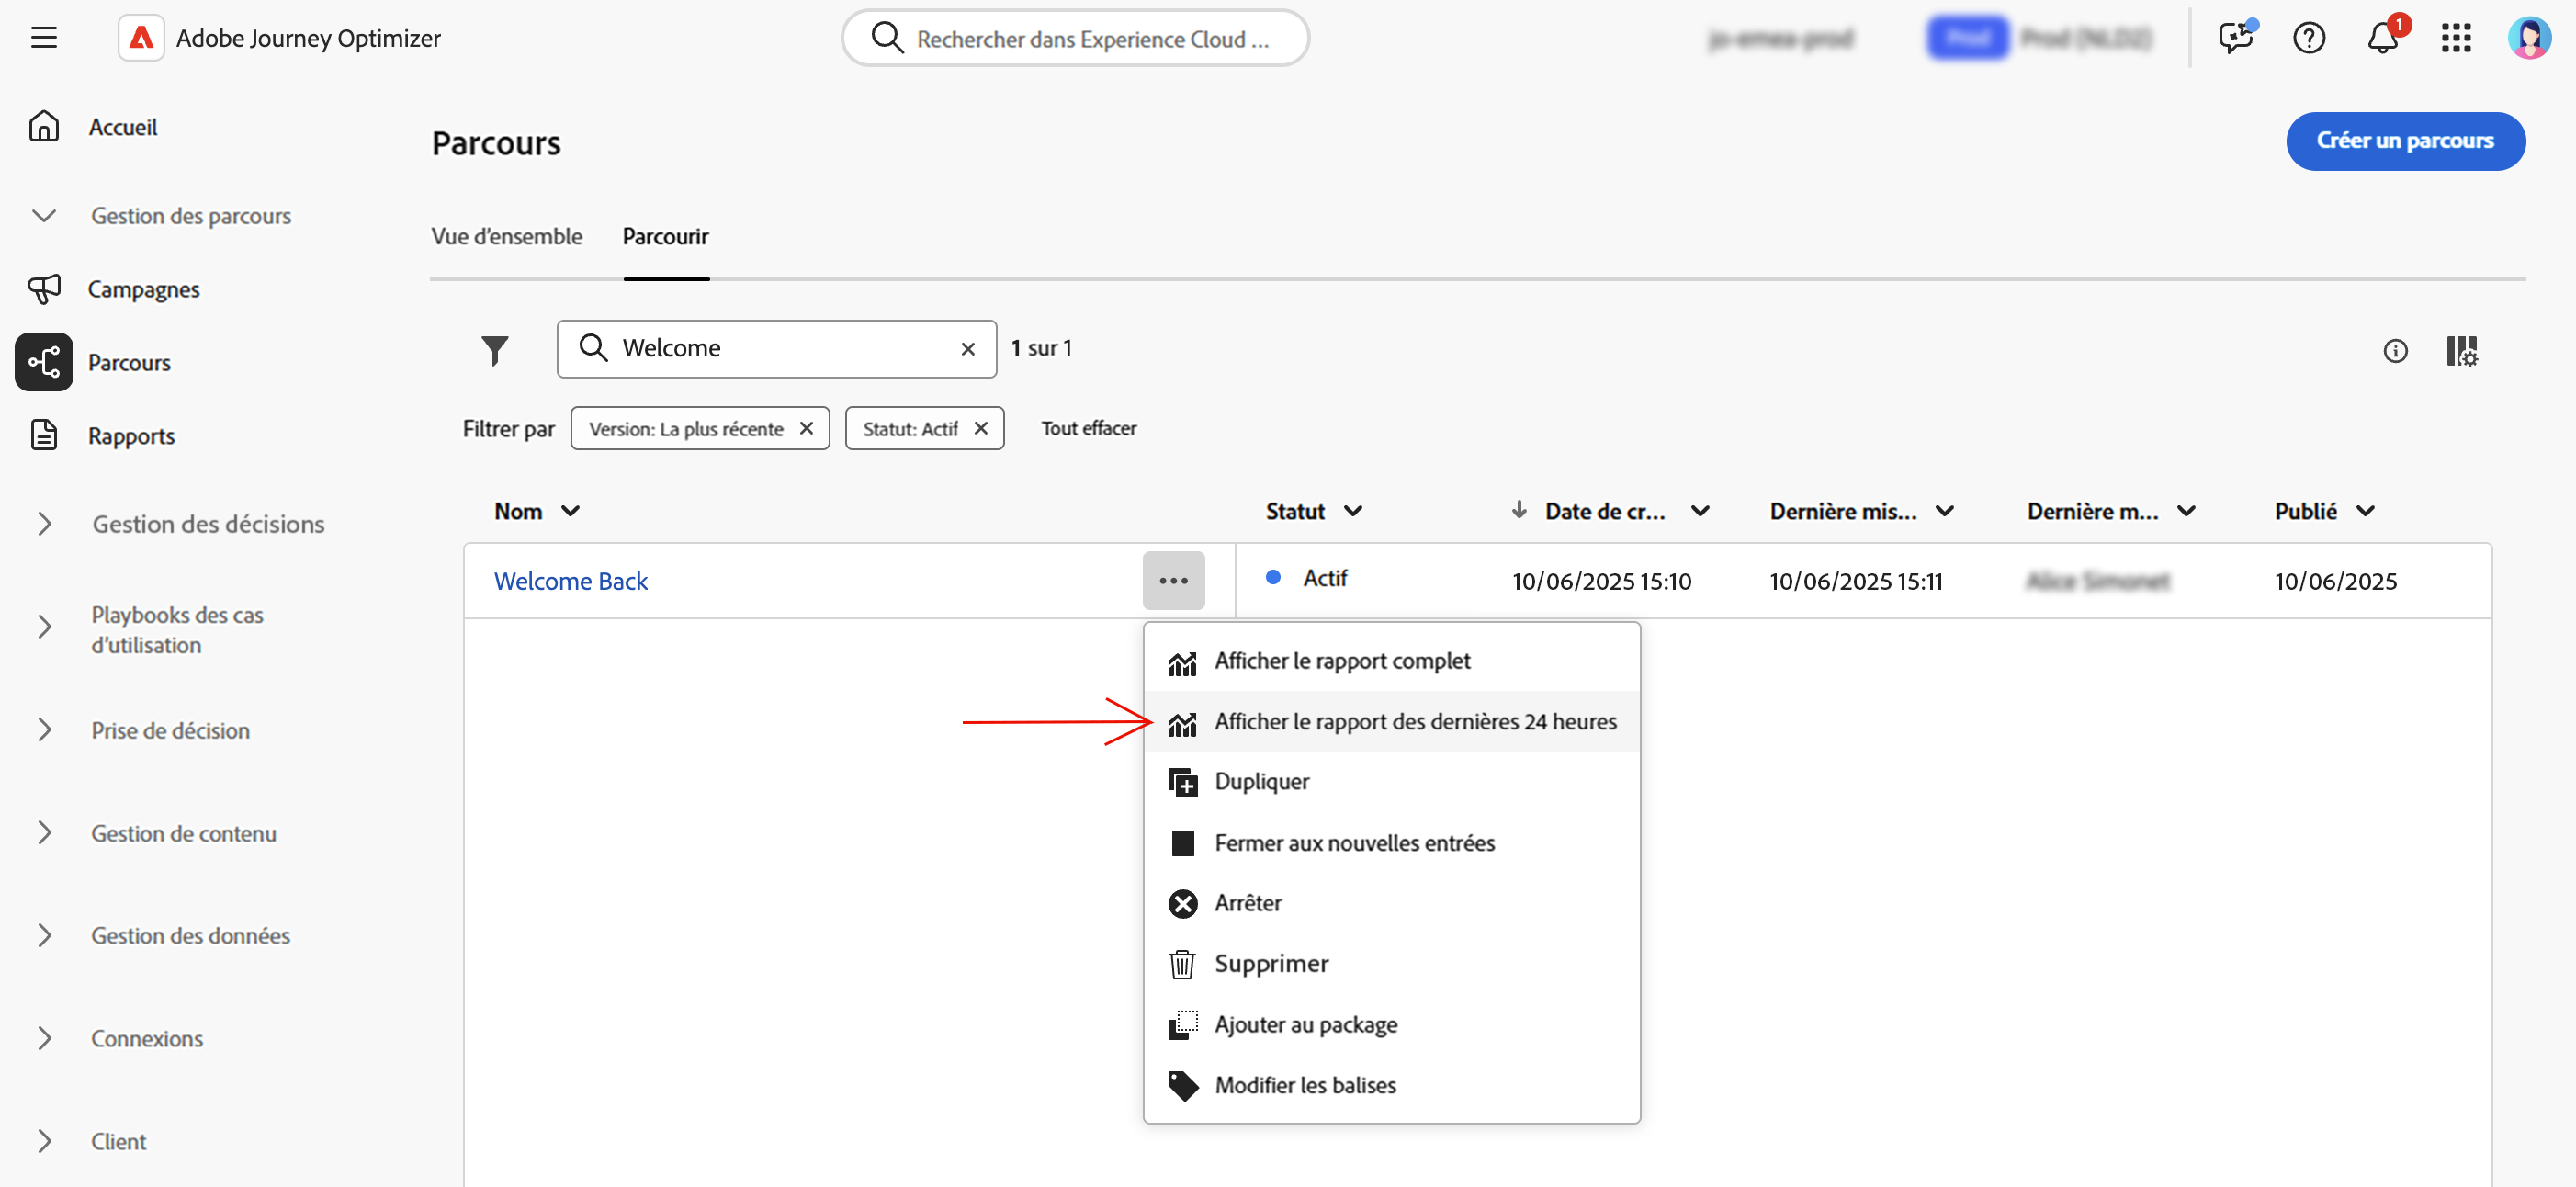 Adobe Journey Optimizer
Rechercher dans Experience Cloud ...
1
Accueil
Gestion des parcours
Campagnes
Parcours
Rapports
Gestion des décisions
Playbooks des cas
d'utilisation
Prise de décision
Gestion de contenu
Gestion des données
Connexions
Client
Parcours
Créer un parcours
Vue d'ensemble
Parcourir
Welcome
1 sur 1
Filtrer par
Version: La plus récente
Statut: Actif
Tout effacer
Nom
Statut
Date de cr...
Dernière mis...
Dernière m...
Publié
Welcome Back
Actif
10/06/2025 15:10
10/06/2025 15:11
10/06/2025
Afficher le rapport complet
Afficher le rapport des dernières 24 heures
Dupliquer
Fermer aux nouvelles entrées
Arrêter
Supprimer
Ajouter au package
Modifier les balises